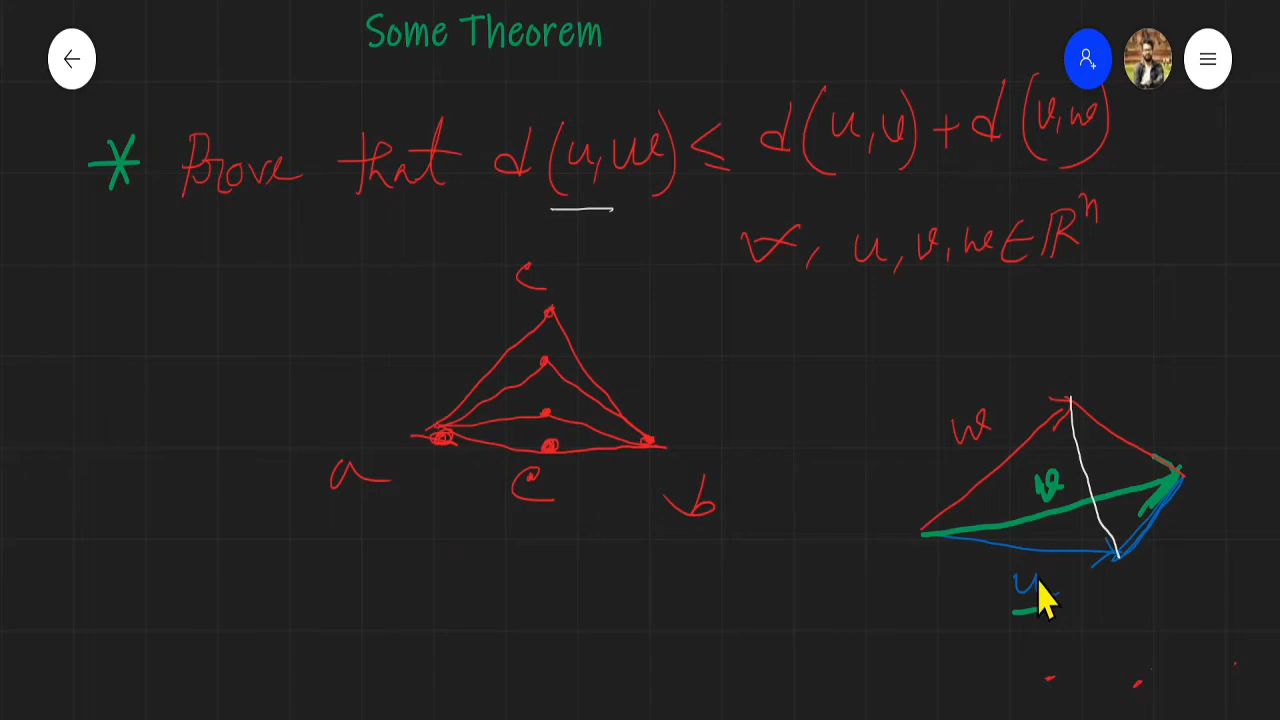 Some Theorem
* Prove that d(u,w) ≤ d(u,v) + d(v,w)
∀, u, v, w ∈ ℝⁿ
c
a
c
b
w
v
u